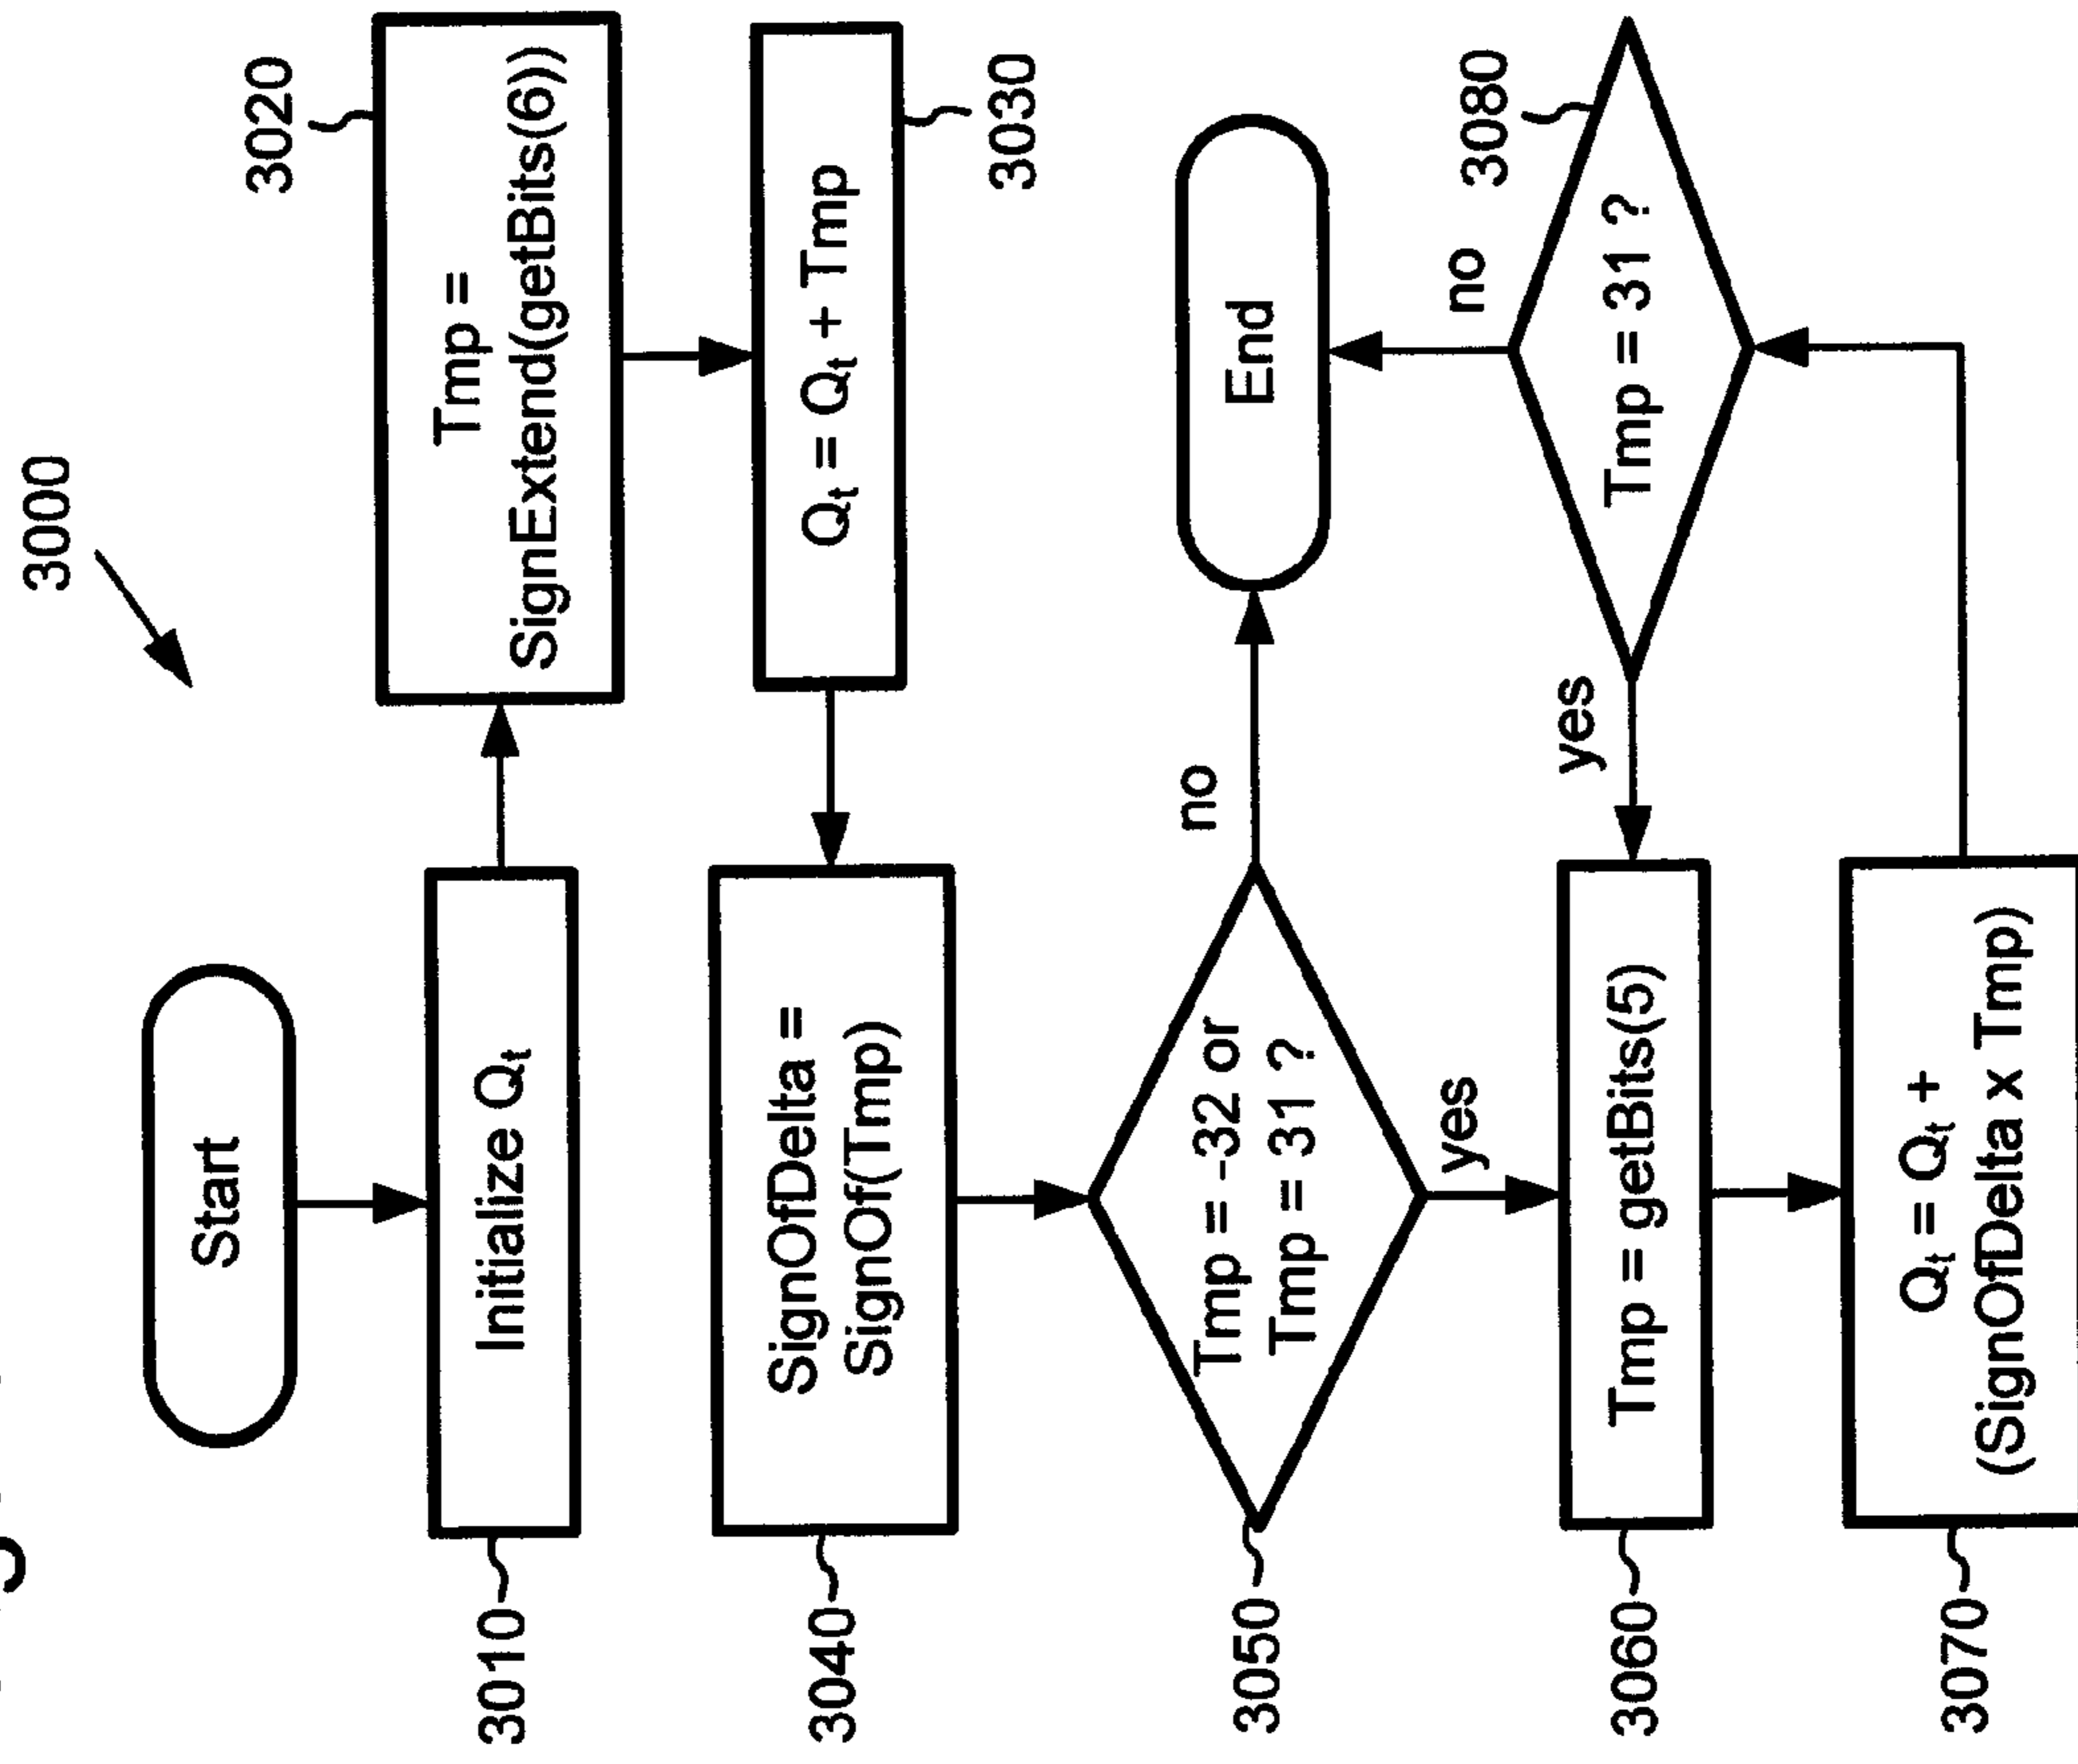 3000
Start
3010
Initialize Qt
3020
Tmp =
SignExtend(getBits(6))
3030
Qt = Qt + Tmp
3040
SignOfDelta =
SignOf(Tmp)
3050
Tmp = -32 or
Tmp = 31 ?
no
End
yes
3060
Tmp = getBits(5)
3070
Qt = Qt +
(SignOfDelta x Tmp)
3080
Tmp = 31 ?
no
yes